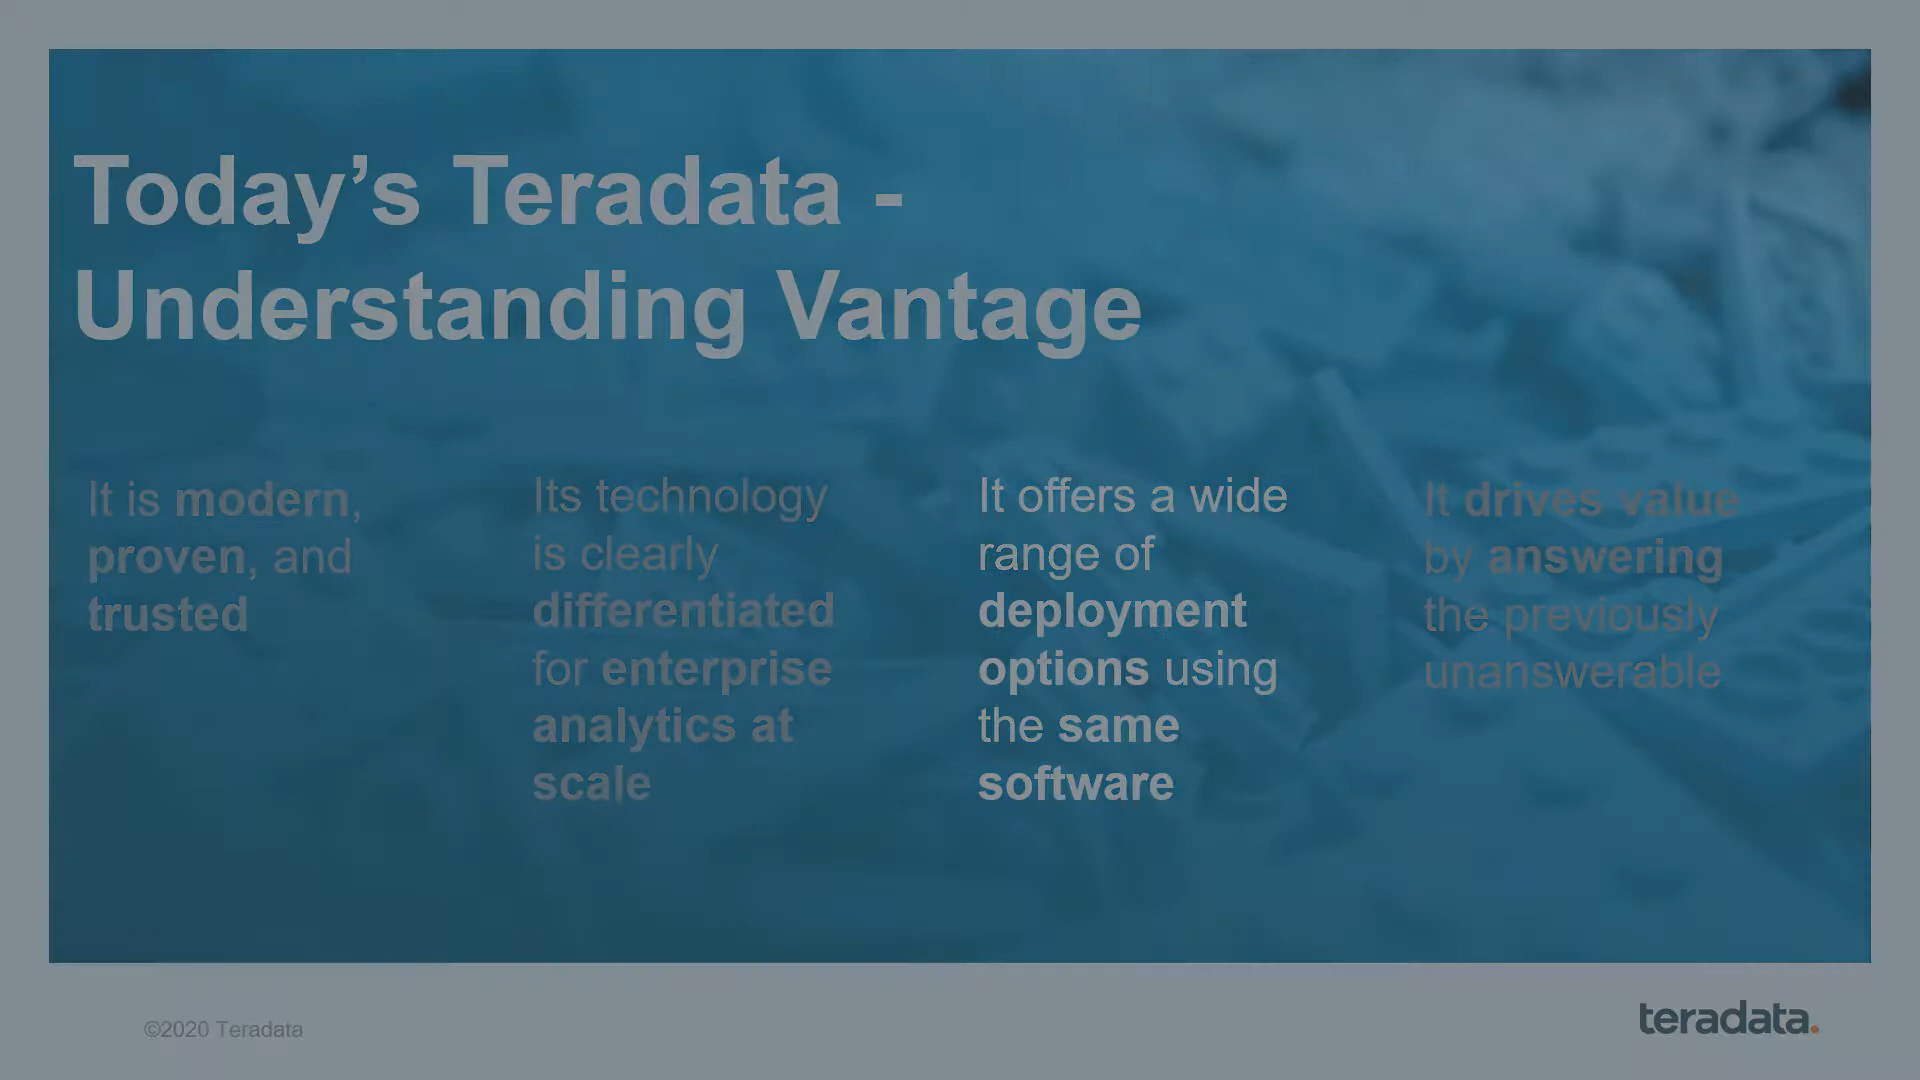 Today’s Teradata -
Understanding Vantage
It is modern,
proven, and
trusted
Its technology
is clearly
differentiated
for enterprise
analytics at
scale
It offers a wide
range of
deployment
options using
the same
software
It drives value
by answering
the previously
unanswerable
©2020 Teradata
teradata.